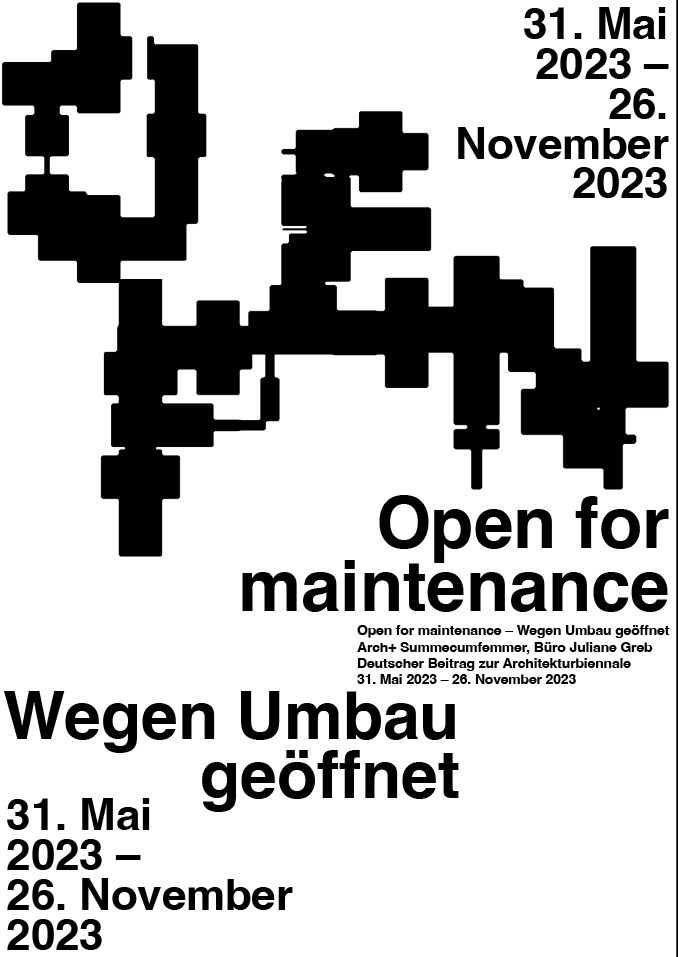 31. Mai
2023 –
26.
November
2023
Open for
maintenance
Open for maintenance – Wegen Umbau geöffnet
Arch+ Summecumfemmer, Büro Juliane Greb
Deutscher Beitrag zur Architekturbiennale
31. Mai 2023 – 26. November 2023
Wegen Umbau
geöffnet
31. Mai
2023 –
26. November
2023